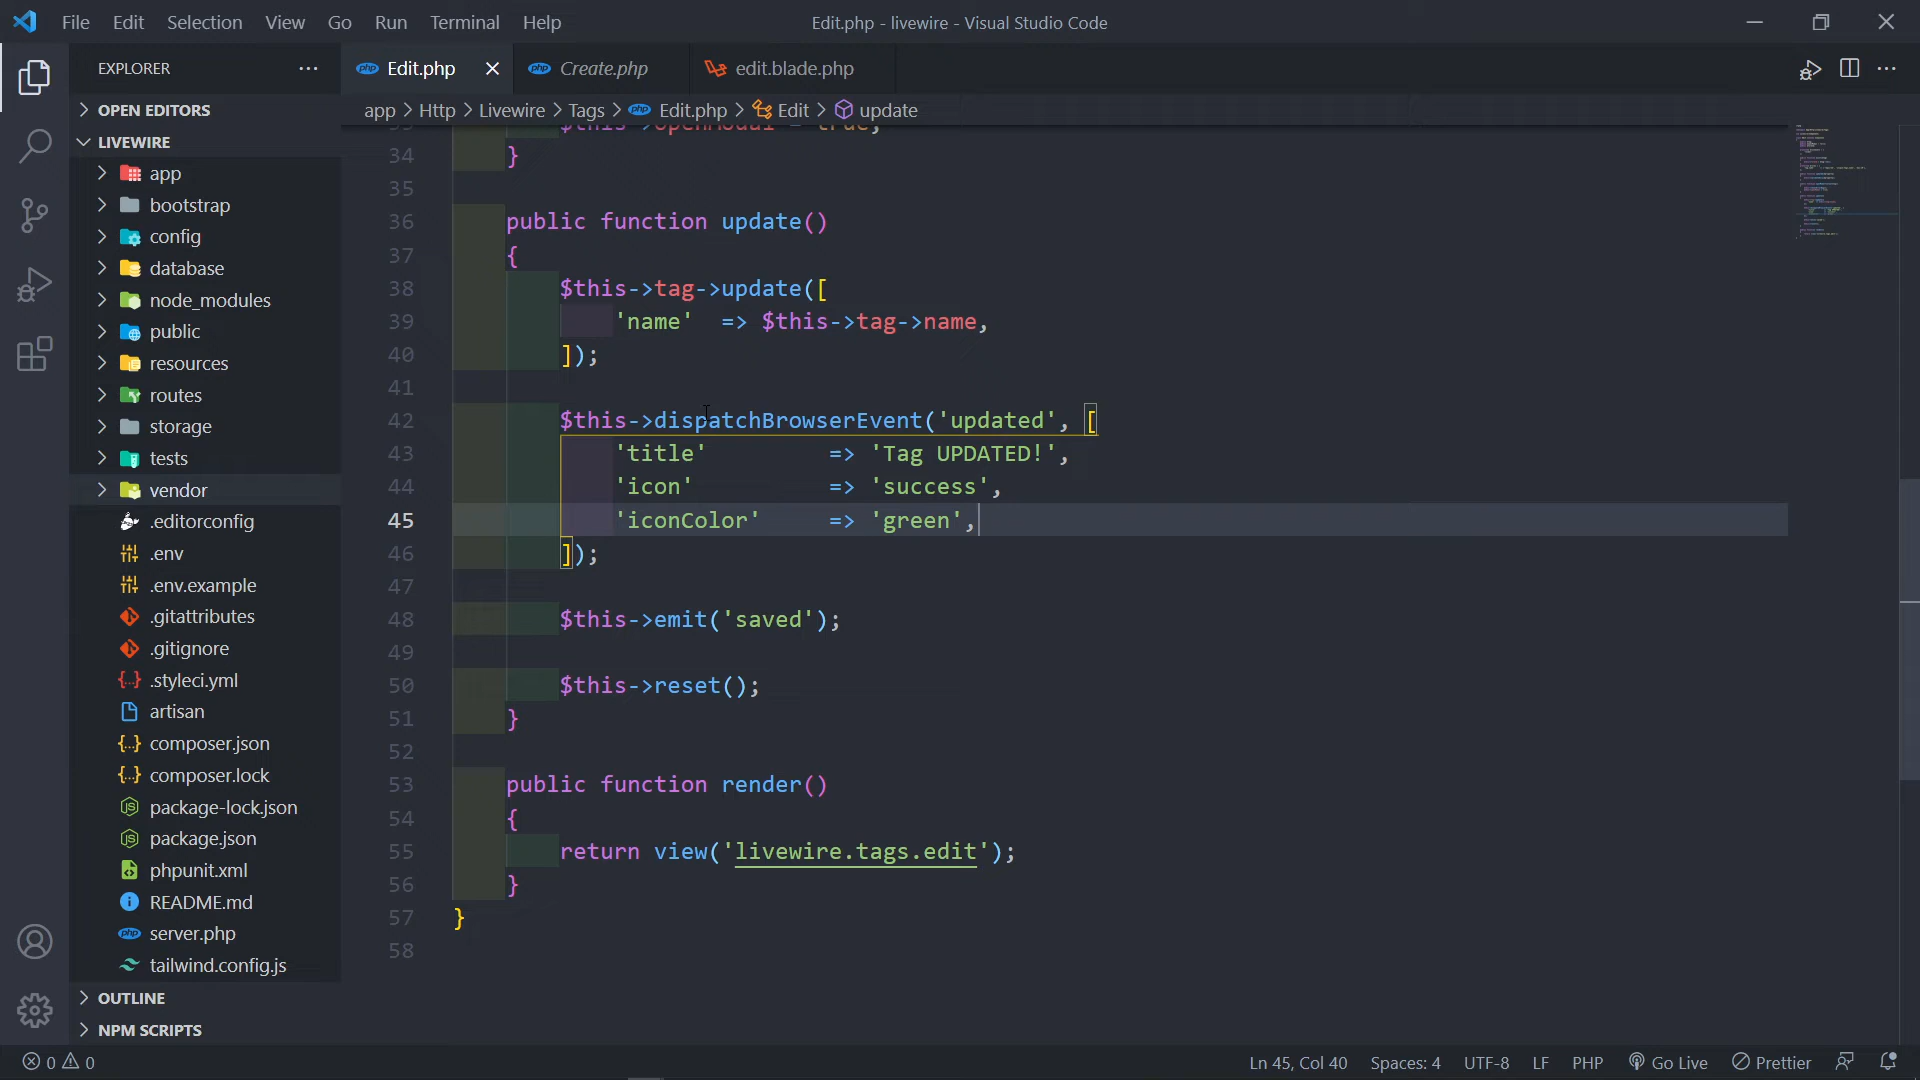 File Edit Selection View Go Run Terminal Help
Edit.php - livewire - Visual Studio Code
EXPLORER
Edit.php
Create.php
edit.blade.php
OPEN EDITORS
app > Http > Livewire > Tags > Edit.php > Edit > update
LIVEWIRE
app
bootstrap
config
database
node_modules
public
resources
routes
storage
tests
vendor
.editorconfig
.env
.env.example
.gitattributes
.gitignore
.styleci.yml
artisan
composer.json
composer.lock
package-lock.json
package.json
phpunit.xml
README.md
server.php
tailwind.config.js
OUTLINE
NPM SCRIPTS
33 $this->openModal = true;
34 }
35
36 public function update()
37 {
38 $this->tag->update([
39 'name' => $this->tag->name,
40 ]);
41
42 $this->dispatchBrowserEvent('updated', [
43 'title' => 'Tag UPDATED!',
44 'icon' => 'success',
45 'iconColor' => 'green',
46 ]);
47
48 $this->emit('saved');
49
50 $this->reset();
51 }
52
53 public function render()
54 {
55 return view('livewire.tags.edit');
56 }
57 }
58
0 0
Ln 45, Col 40 Spaces: 4 UTF-8 LF PHP Go Live Prettier